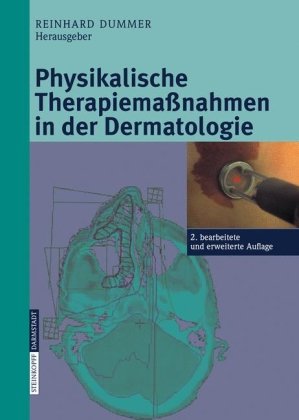 REINHARD DUMMER
Herausgeber
Physikalische
Therapiemaßnahmen
in der Dermatologie
2. bearbeitete
und erweiterte Auflage
STEINKOPFF
DARMSTADT